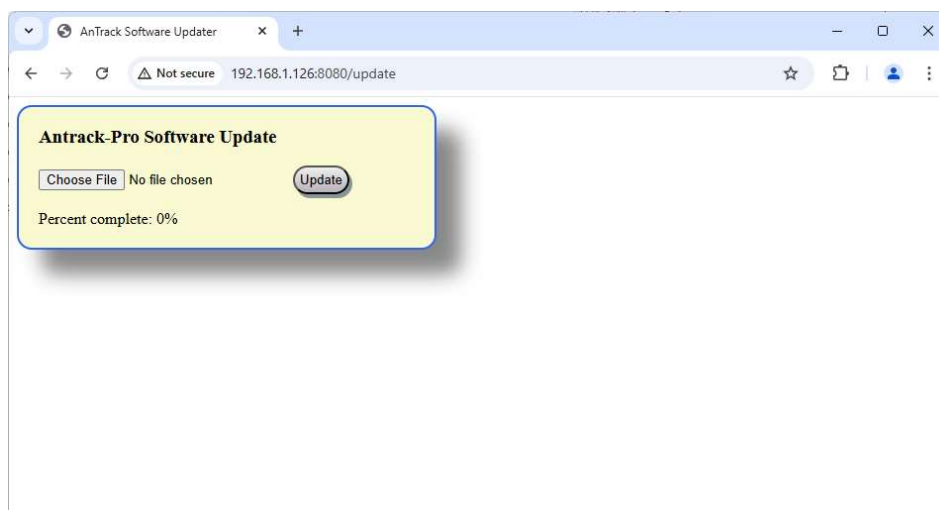 AnTrack Software Updater
Not secure 192.168.1.126:8080/update
Antrack-Pro Software Update
Choose File No file chosen Update
Percent complete: 0%